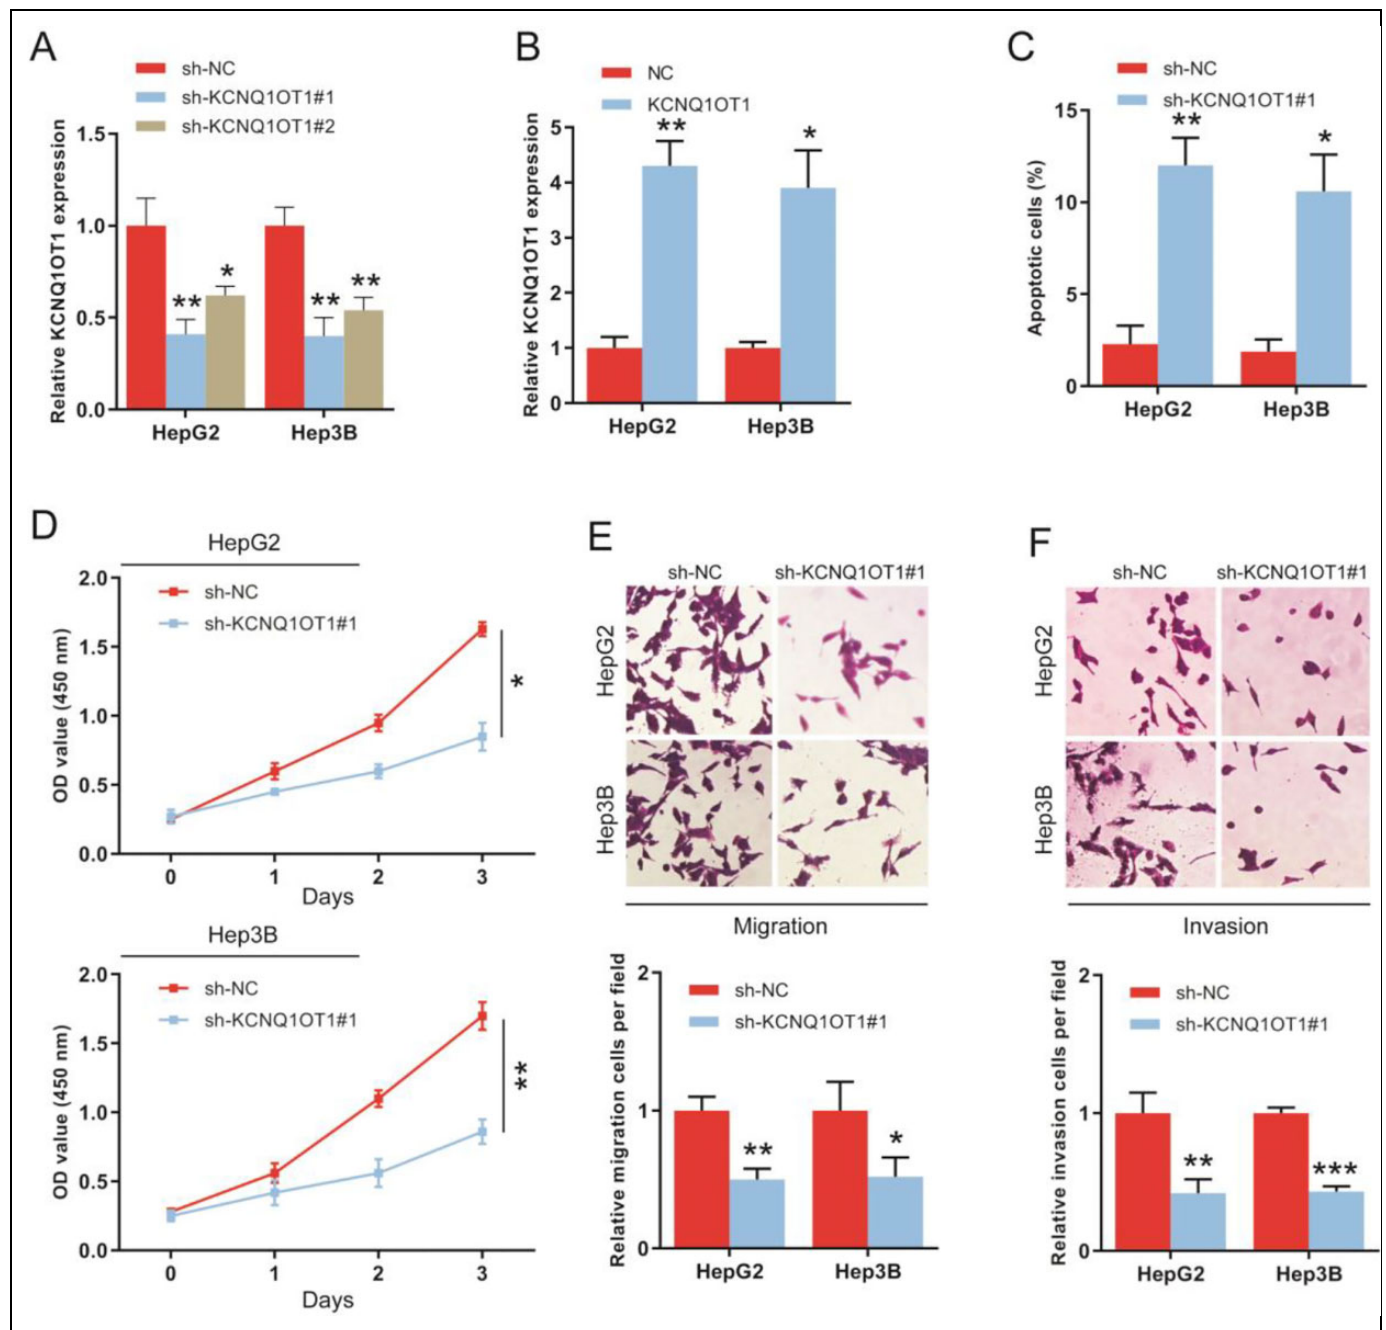 A
sh-NC
sh-KCNQ1OT1#1
sh-KCNQ1OT1#2
Relative KCNQ1OT1 expression
1.5
1.0
0.5
0.0
**
*
**
**
HepG2
Hep3B
B
NC
KCNQ1OT1
Relative KCNQ1OT1 expression
5
4
3
2
1
0
**
*
HepG2
Hep3B
C
sh-NC
sh-KCNQ1OT1#1
Apoptotic cells (%)
15
10
5
0
**
*
HepG2
Hep3B
D
HepG2
sh-NC
sh-KCNQ1OT1#1
OD value (450 nm)
2.0
1.5
1.0
0.5
0.0
*
0 1 2 3
Days
Hep3B
sh-NC
sh-KCNQ1OT1#1
OD value (450 nm)
2.0
1.5
1.0
0.5
0.0
**
0 1 2 3
Days
E
sh-NC sh-KCNQ1OT1#1
HepG2
Hep3B
Migration
Relative migration cells per field
sh-NC
sh-KCNQ1OT1#1
2
1
0
**
*
HepG2
Hep3B
F
sh-NC sh-KCNQ1OT1#1
HepG2
Hep3B
Invasion
Relative invasion cells per field
sh-NC
sh-KCNQ1OT1#1
2
1
0
**
***
HepG2
Hep3B